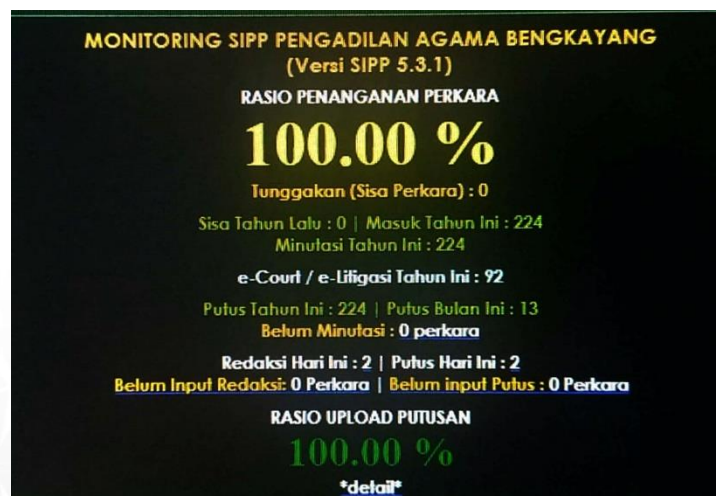 MONITORING SIPP PENGADILAN AGAMA BENGKAYANG
(Versi SIPP 5.3.1)
RASIO PENANGANAN PERKARA
100.00 %
Tunggakan (Sisa Perkara) : 0
Sisa Tahun Lalu : 0 | Masuk Tahun Ini : 224
Minutasi Tahun Ini : 224
e-Court / e-Litigasi Tahun Ini : 92
Putus Tahun Ini : 224 | Putus Bulan Ini : 13
Belum Minutasi : 0 perkara
Redaksi Hari Ini : 2 | Putus Hari Ini : 2
Belum Input Redaksi: 0 Perkara | Belum input Putus : 0 Perkara
RASIO UPLOAD PUTUSAN
100.00 %
*detail*